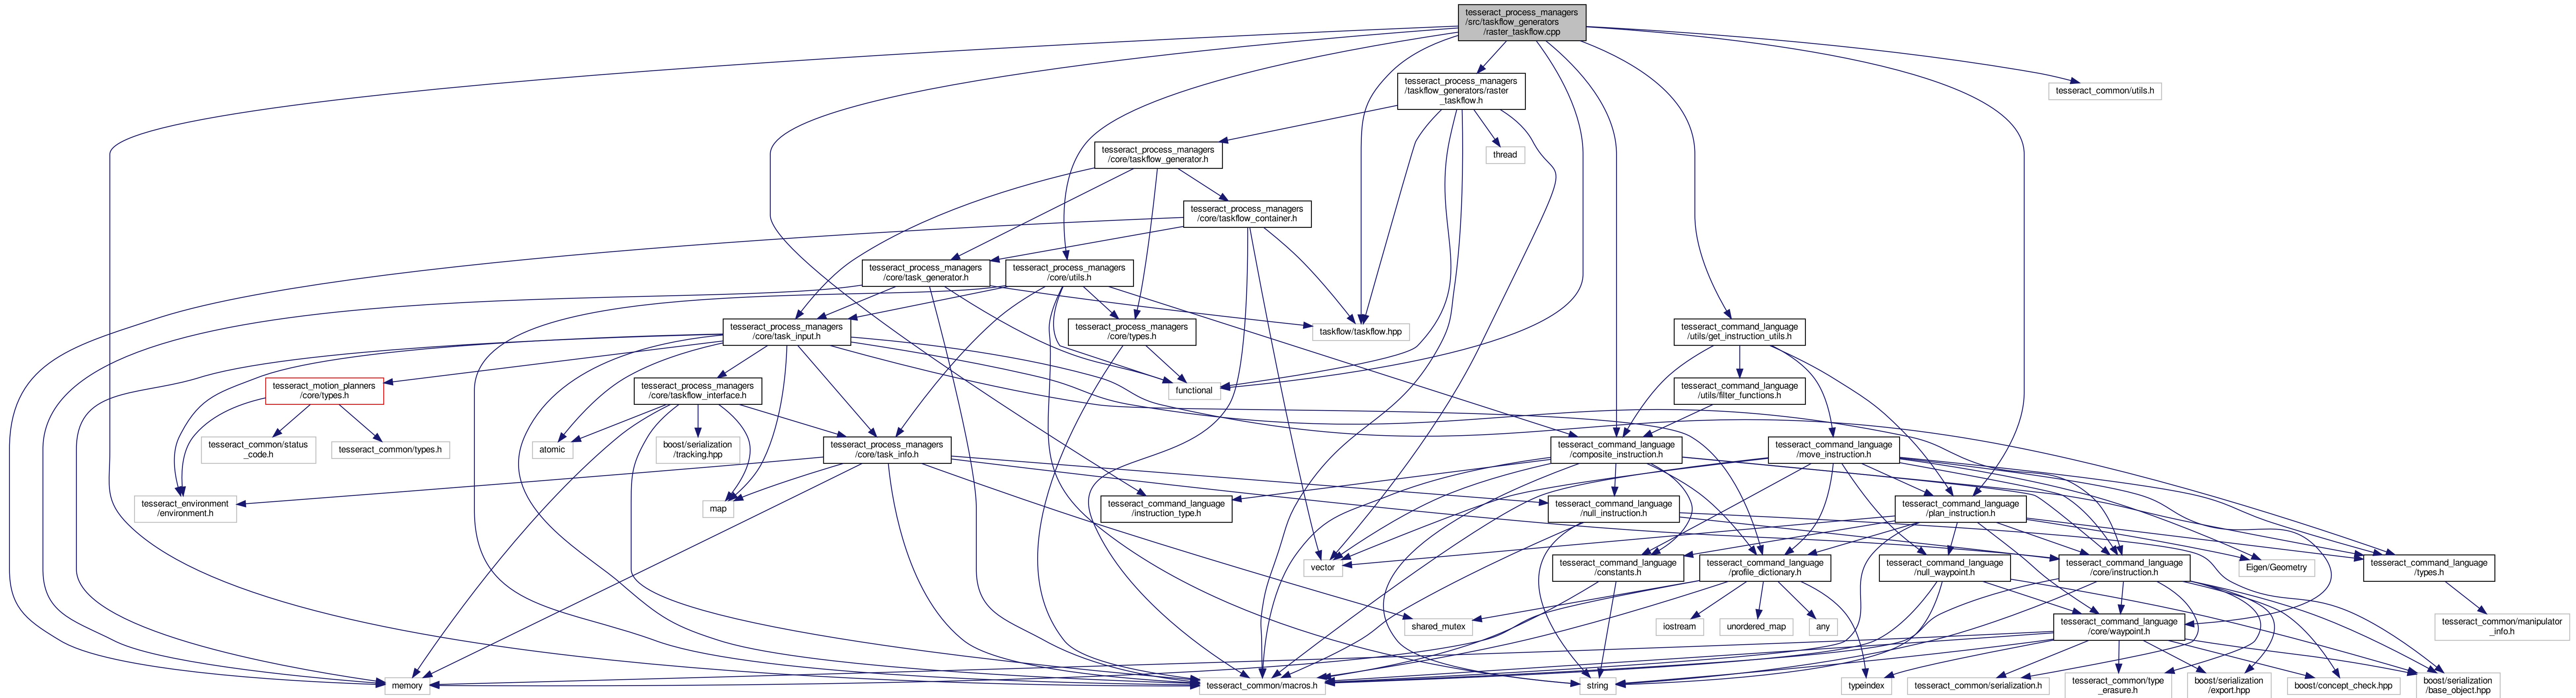 tesseract_process_managers
/src/taskflow_generators
/raster_taskflow.cpp
tesseract_process_managers
/taskflow_generators/raster
_taskflow.h
tesseract_common/utils.h
tesseract_process_managers
/core/taskflow_generator.h
thread
tesseract_process_managers
/core/taskflow_container.h
tesseract_process_managers
/core/task_generator.h
tesseract_process_managers
/core/utils.h
tesseract_process_managers
/core/task_input.h
tesseract_process_managers
/core/types.h
taskflow/taskflow.hpp
tesseract_command_language
/utils/get_instruction_utils.h
tesseract_motion_planners
/core/types.h
tesseract_process_managers
/core/taskflow_interface.h
functional
tesseract_command_language
/utils/filter_functions.h
tesseract_common/status
_code.h
tesseract_common/types.h
atomic
boost/serialization
/tracking.hpp
tesseract_process_managers
/core/task_info.h
tesseract_command_language
/composite_instruction.h
tesseract_command_language
/move_instruction.h
tesseract_environment
/environment.h
map
tesseract_command_language
/instruction_type.h
tesseract_command_language
/null_instruction.h
tesseract_command_language
/plan_instruction.h
vector
tesseract_command_language
/constants.h
tesseract_command_language
/profile_dictionary.h
tesseract_command_language
/null_waypoint.h
tesseract_command_language
/core/instruction.h
Eigen/Geometry
tesseract_command_language
/types.h
shared_mutex
iostream
unordered_map
any
tesseract_command_language
/core/waypoint.h
tesseract_common/manipulator
_info.h
memory
tesseract_common/macros.h
string
typeindex
tesseract_common/serialization.h
tesseract_common/type
_erasure.h
boost/serialization
/export.hpp
boost/concept_check.hpp
boost/serialization
/base_object.hpp